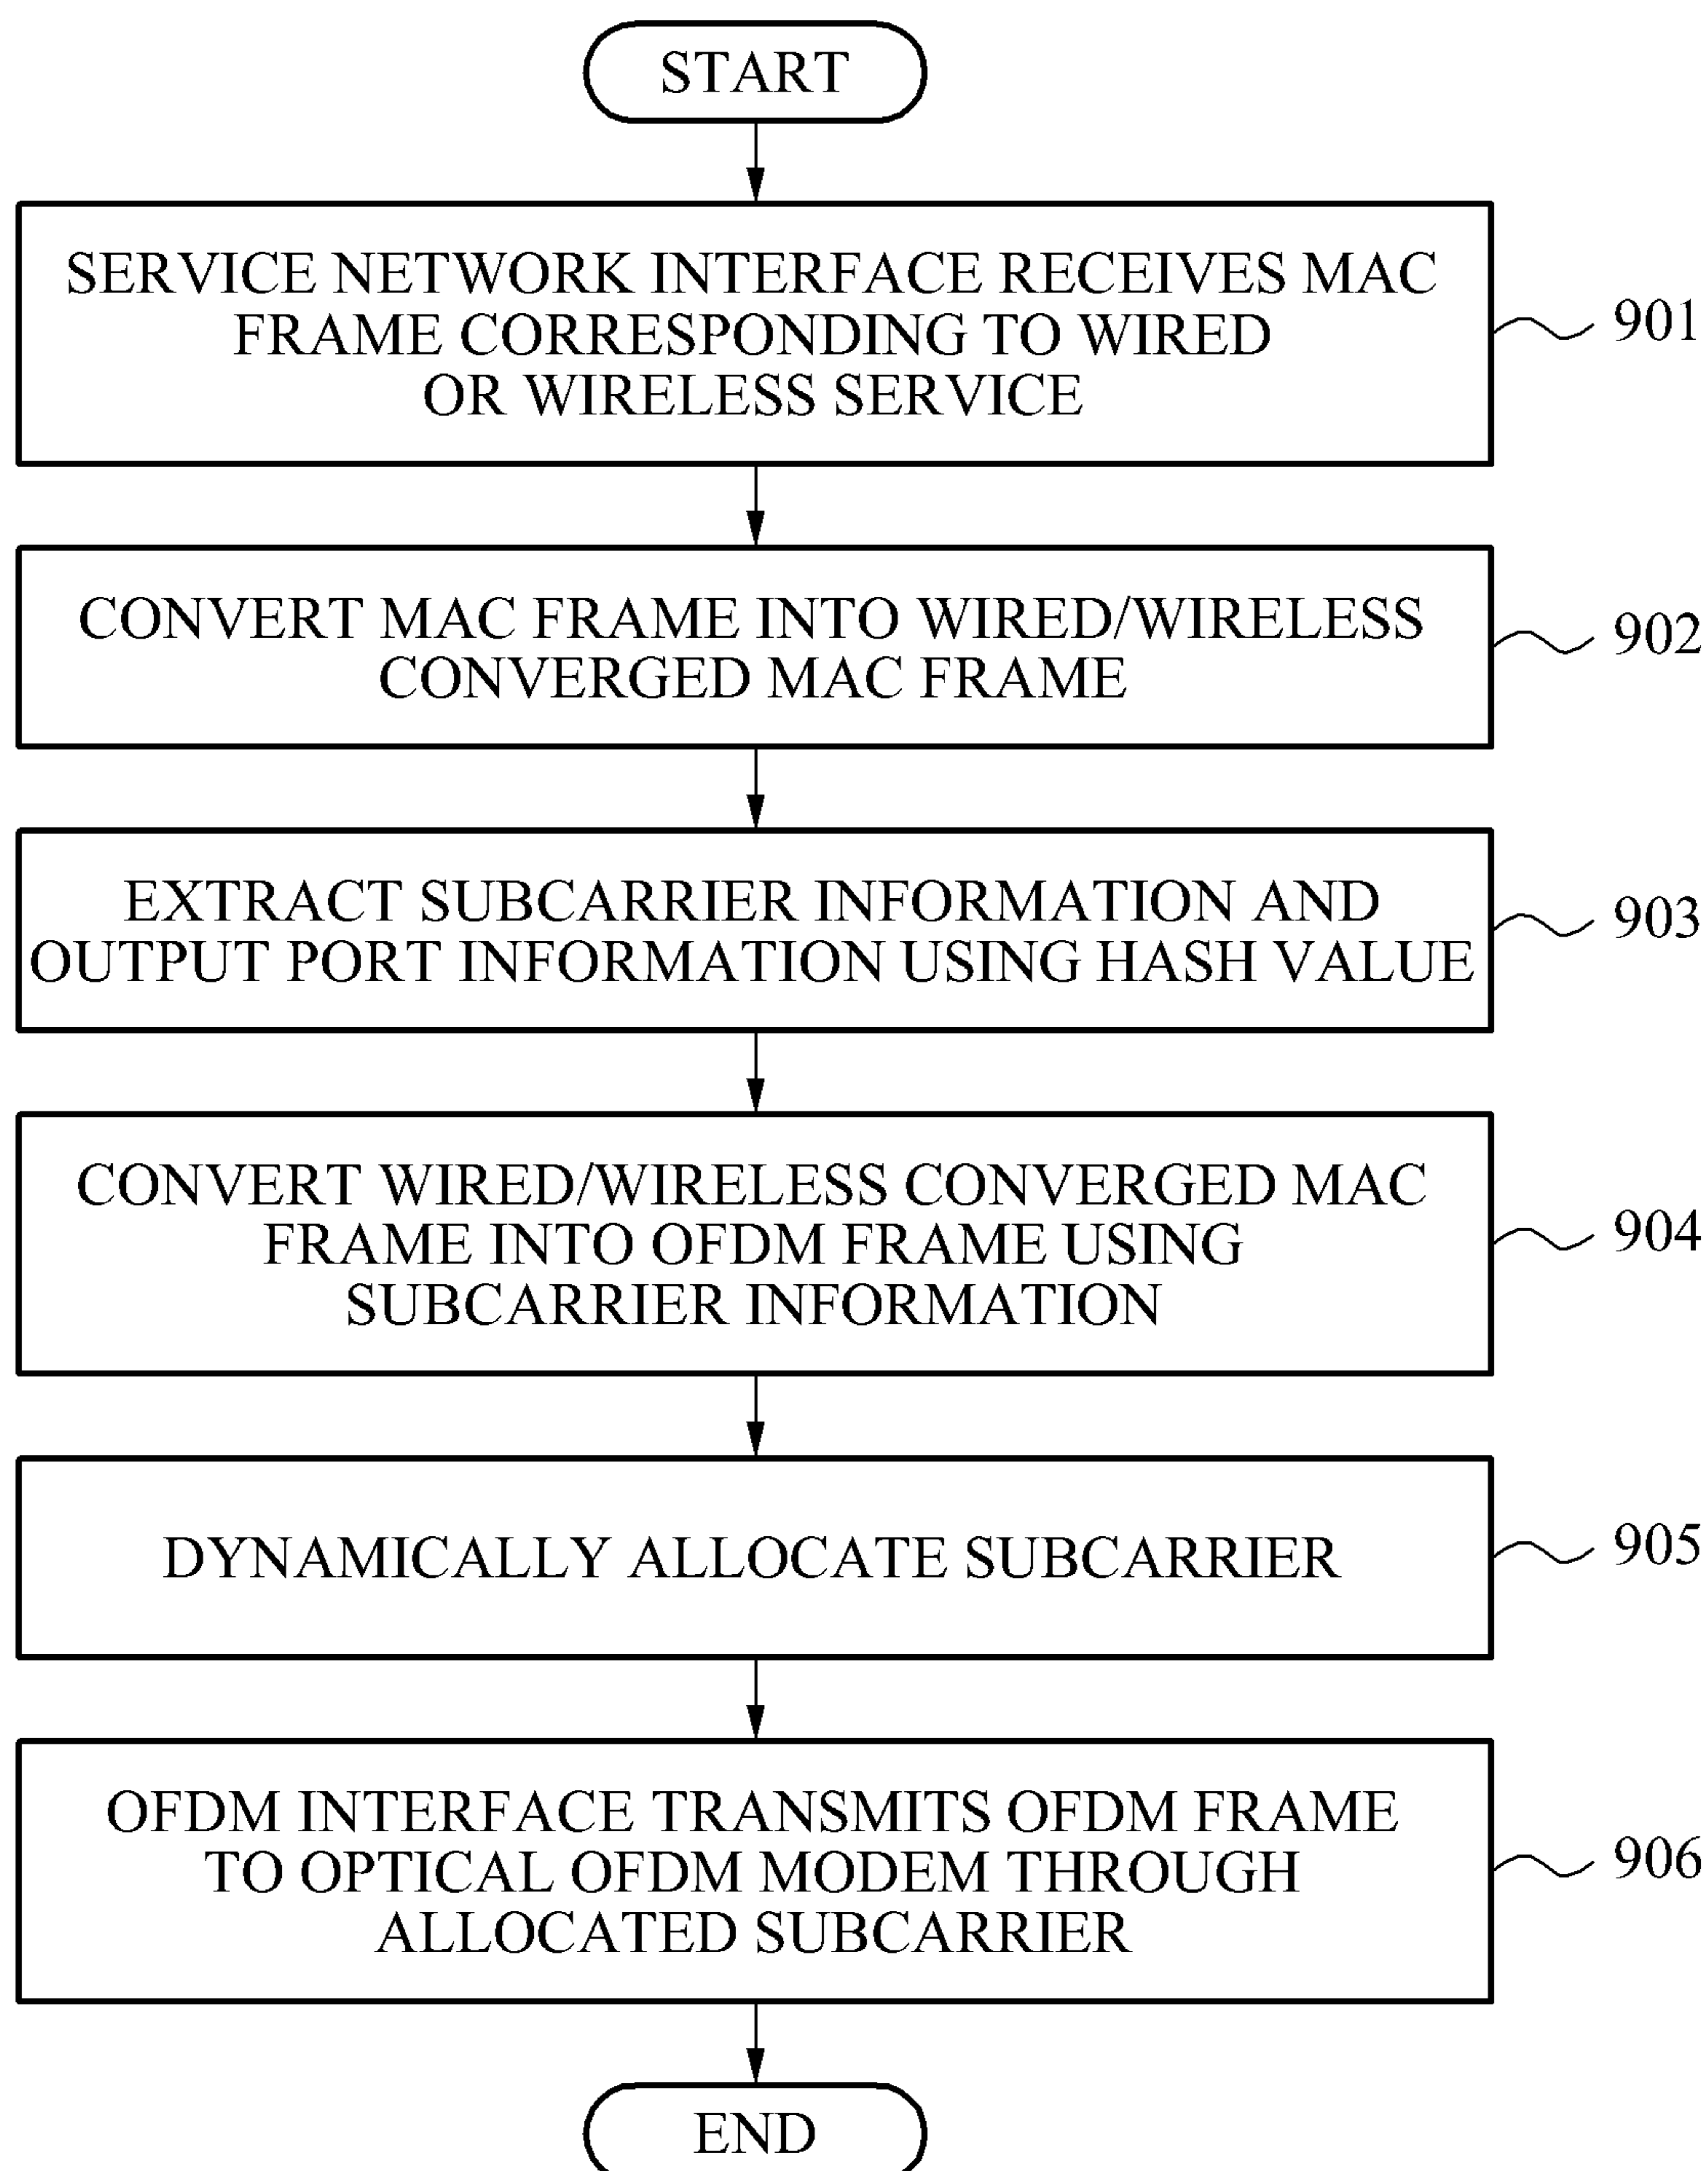 START
SERVICE NETWORK INTERFACE RECEIVES MAC
FRAME CORRESPONDING TO WIRED
OR WIRELESS SERVICE
901
CONVERT MAC FRAME INTO WIRED/WIRELESS
CONVERGED MAC FRAME
902
EXTRACT SUBCARRIER INFORMATION AND
OUTPUT PORT INFORMATION USING HASH VALUE
903
CONVERT WIRED/WIRELESS CONVERGED MAC
FRAME INTO OFDM FRAME USING
SUBCARRIER INFORMATION
904
DYNAMICALLY ALLOCATE SUBCARRIER
905
OFDM INTERFACE TRANSMITS OFDM FRAME
TO OPTICAL OFDM MODEM THROUGH
ALLOCATED SUBCARRIER
906
END